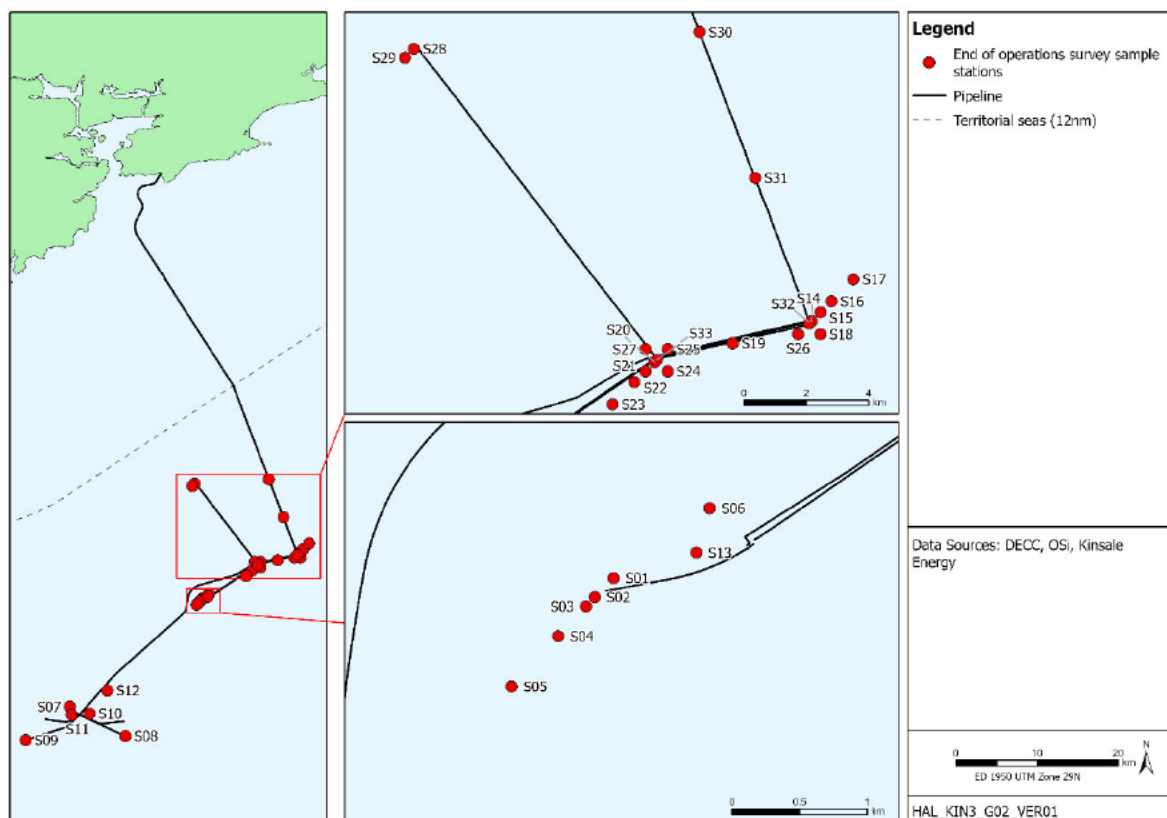 S30
S28
S29
S31
S17
S14
S32
S16
S15
S20
S33
S27
S25
S19
S26
S18
S21
S24
S22
S23
0 2 4
km
S06
S13
S01
S02
S03
S04
S05
0 0.5 1
km
S12
S07
S10
S11
S08
S09
Legend
End of operations survey sample
stations
Pipeline
Territorial seas (12nm)
Data Sources: DECC, OSi, Kinsale
Energy
N
0 10 20
km
ED 1950 UTM Zone 29N
HAL_KIN3_G02_VER01